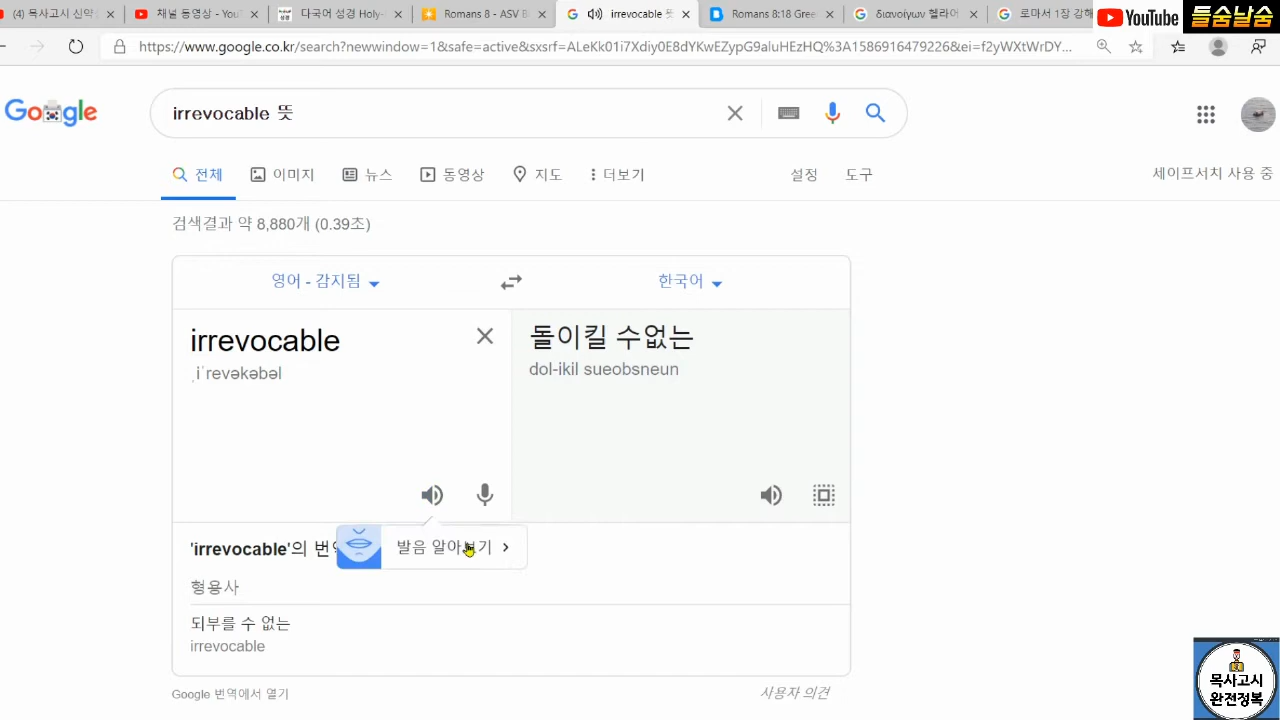 (4) 목사고시 신약
채널 동영상 - You
다국어 성경 Holy-
Romans
irrevocable 뜻
Roman
διανοίγων 헬
로마서 1장 강해
YouTube
들숨날숨
https://www.google.co.kr/search?newwindow=1&safe=active&sxsrf=ALeKk01i7Xdiy0E8dYKwEZypG9aluHEzHQ%3A1586916479226&ei=f2yWXtWrDY...
Google
irrevocable 뜻
전체
이미지
뉴스
동영상
지도
더보기
설정
도구
세이프서치 사용 중
검색결과 약 8,880개 (0.39초)
영어 - 감지됨
한국어
irrevocable
ˌiˈrevəkəbəl
돌이킬 수없는
dol-ikil sueobsneun
'irrevocable'의 번역
발음 알아보기
형용사
되부를 수 없는
irrevocable
Google 번역에서 열기
사용자 의견
목사고시
완전정복